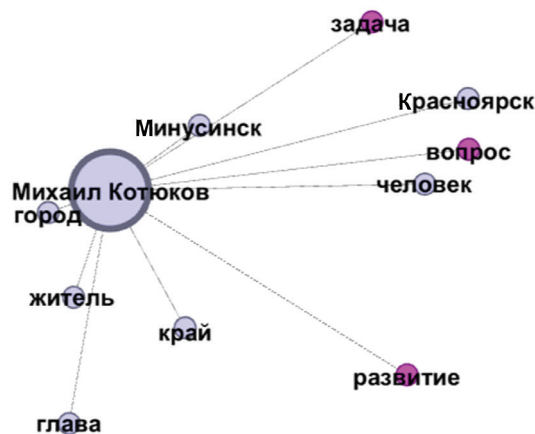 задача
Красноярск
Минусинск
вопрос
человек
Михаил Котюков
город
житель
край
развитие
глава